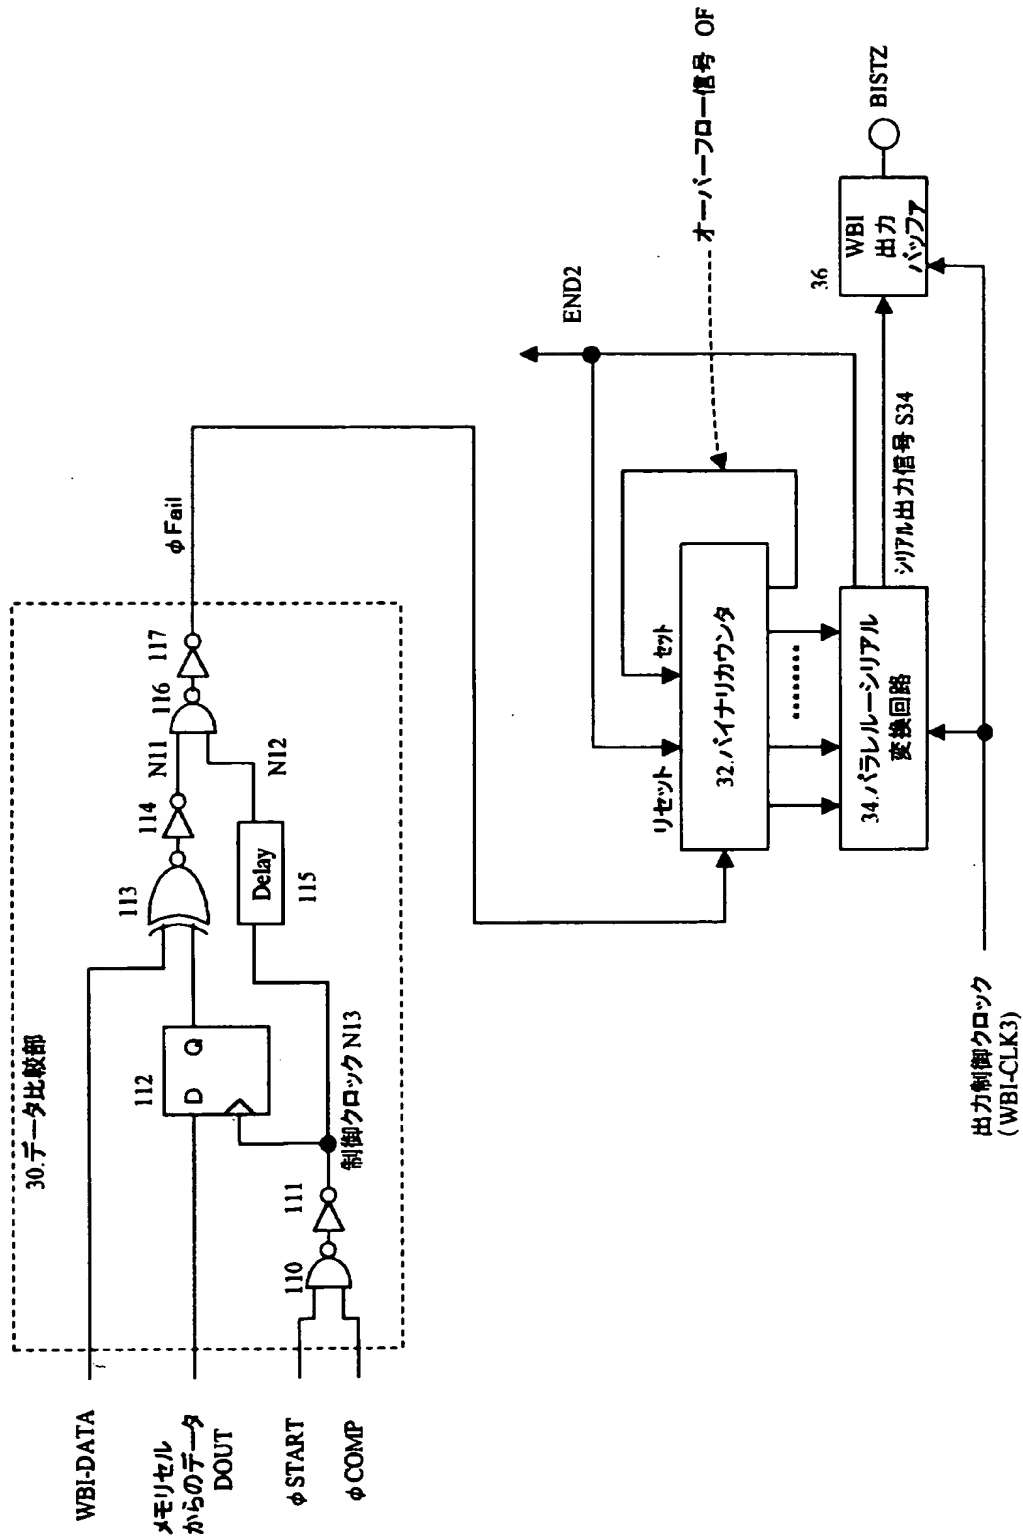 30.データ比較部
WBI-DATA
メモリセル
からのデータ
DOUT
φSTART
φCOMP
110
111
制御クロック N13
112
D
Q
113
114
N11
Delay
115
N12
116
117
φFail
END2
オーバーフロー信号 OF
リセット
セット
32.バイナリカウンタ
34.パラレルーシリアル
変換回路
シリアル出力信号 S34
36
WBI
出力
バッファ
BISTZ
出力制御クロック
(WBI-CLK3)